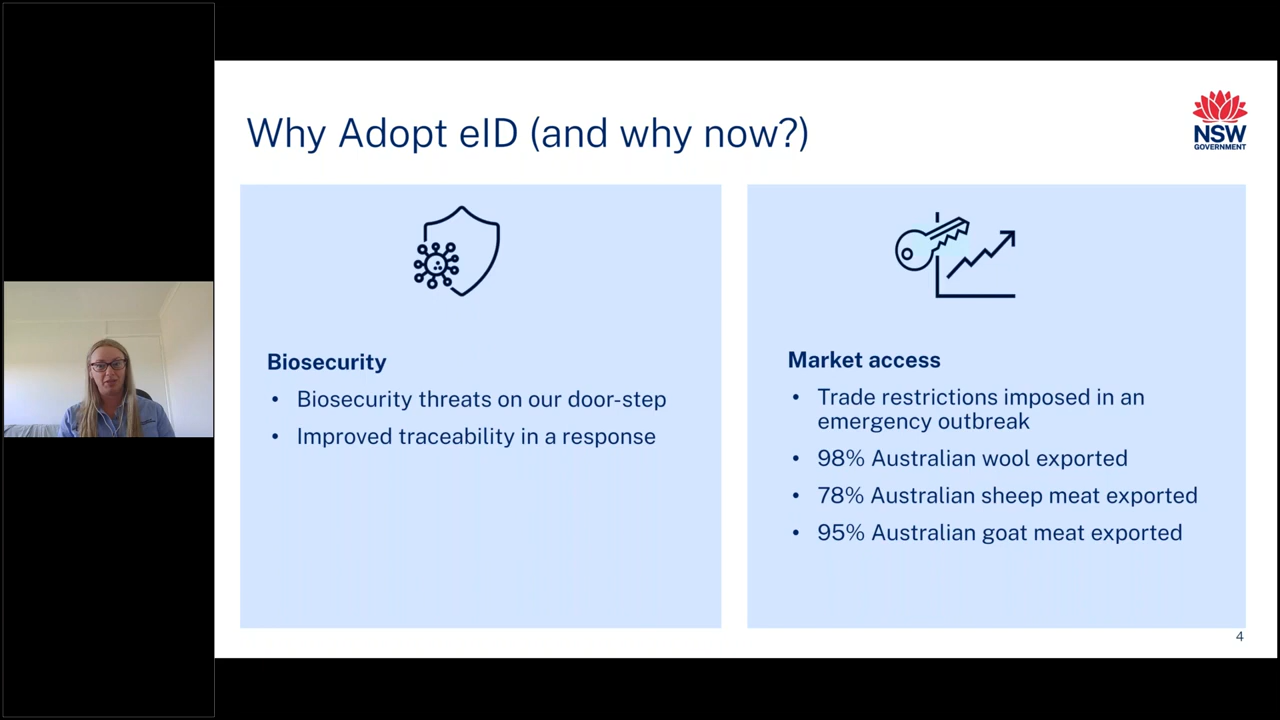 Why Adopt eID (and why now?)
NSW
GOVERNMENT
Biosecurity
• Biosecurity threats on our door-step
• Improved traceability in a response
Market access
• Trade restrictions imposed in an
emergency outbreak
• 98% Australian wool exported
• 78% Australian sheep meat exported
• 95% Australian goat meat exported
4